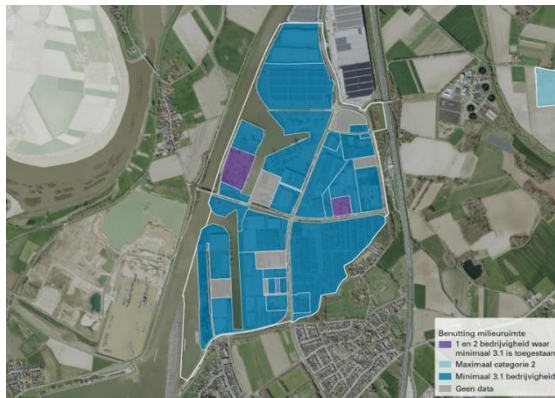 Benutting milieuruimte
1 en 2 bedrijvigheid waar
minimaal 3.1 is toegestaan
Maximaal categorie 2
Minimaal 3.1 bedrijvigheid
Geen data